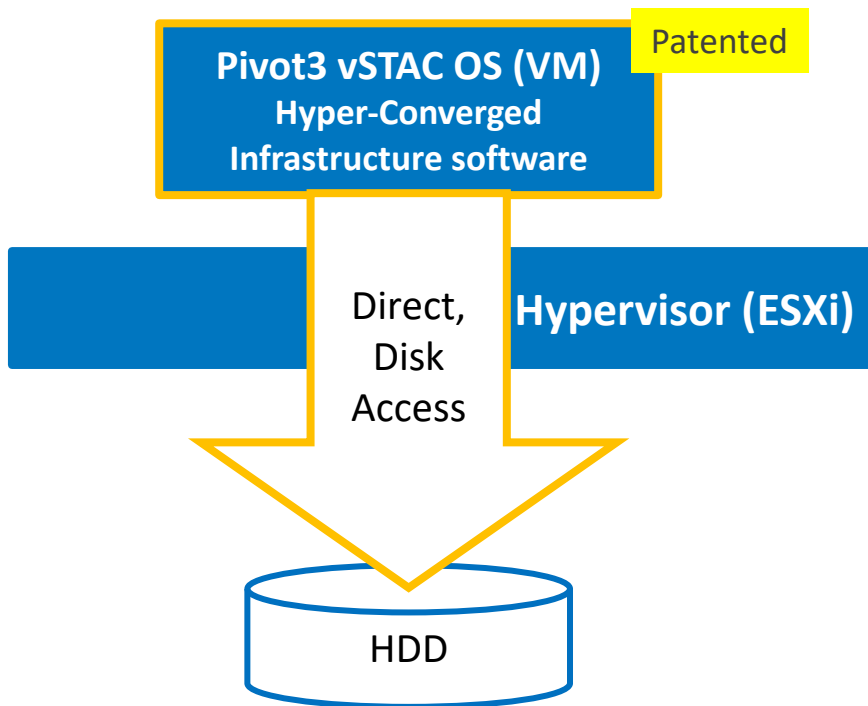 Patented
Pivot3 vSTAC OS (VM)
Hyper-Converged
Infrastructure software
Direct,
Disk
Access
Hypervisor (ESXi)
HDD